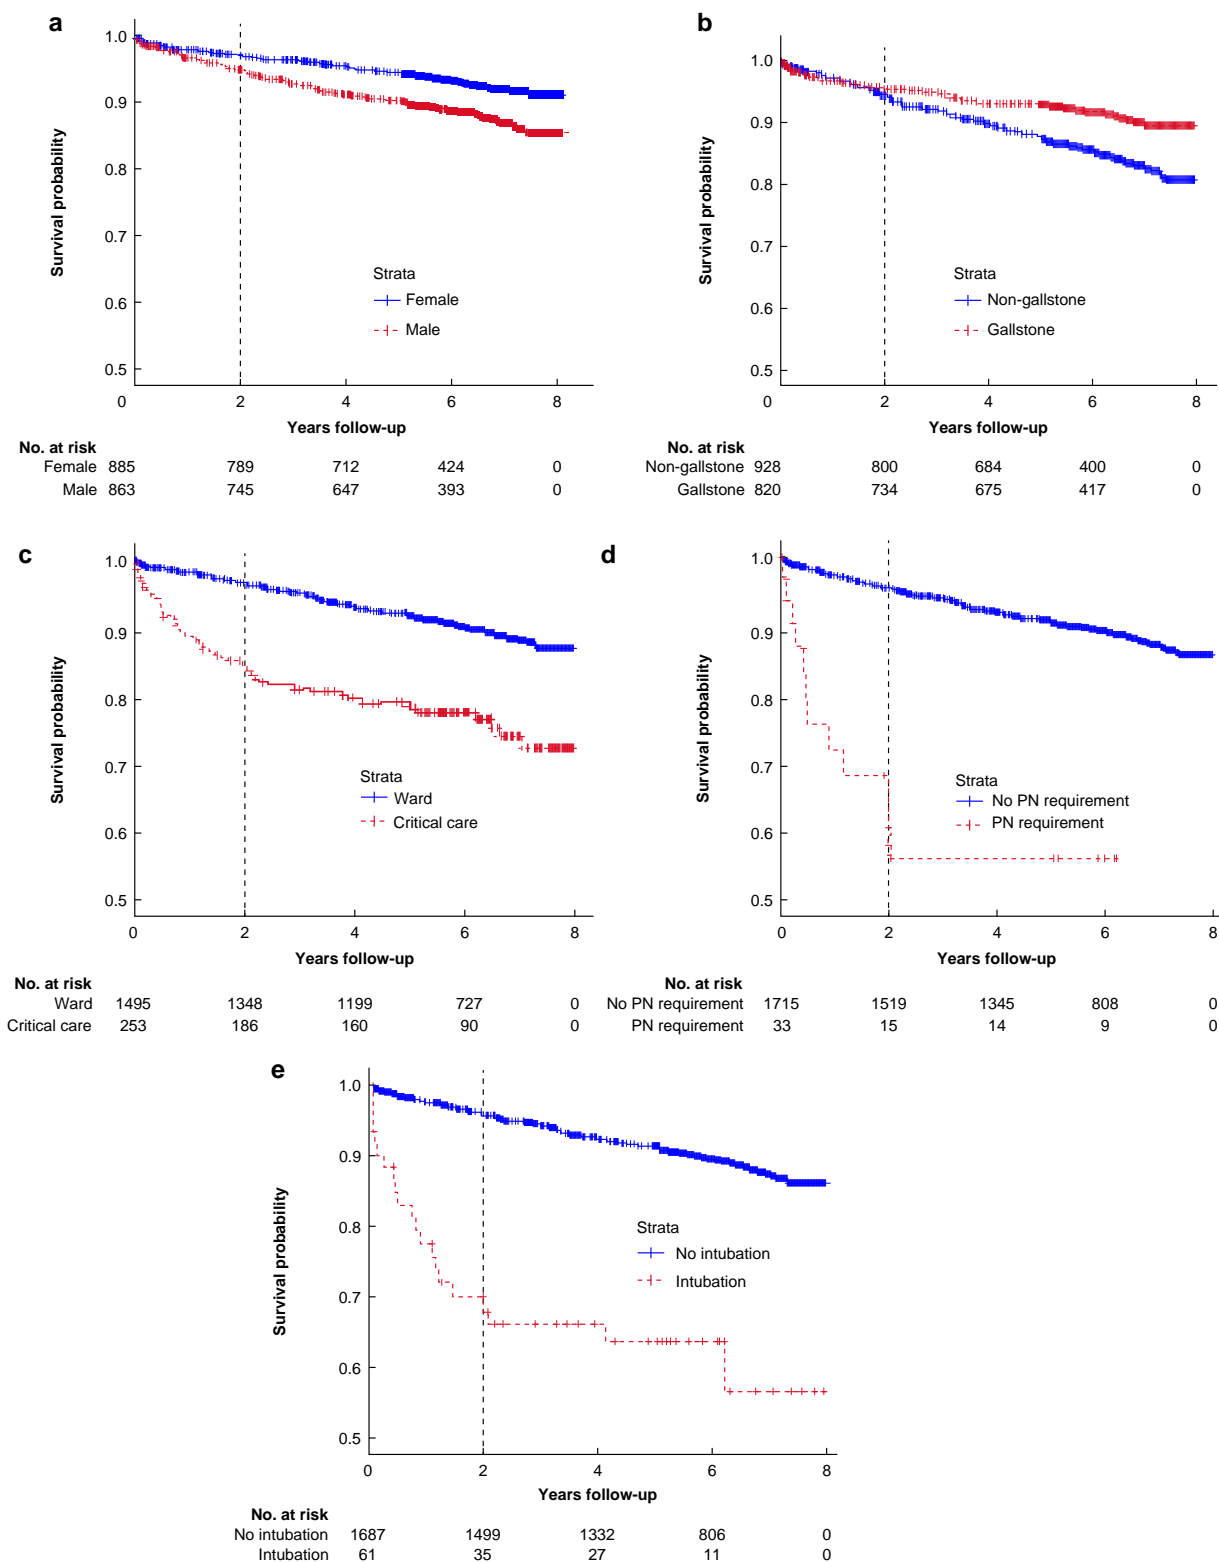 a
1.0
0.9
0.8
0.7
0.6
0.5
Survival probability
Strata
Female
Male
0 2 4 6 8
Years follow-up
No. at risk
Female 885 789 712 424 0
Male 863 745 647 393 0
b
1.0
0.9
0.8
0.7
0.6
0.5
Survival probability
Strata
Non-gallstone
Gallstone
0 2 4 6 8
Years follow-up
No. at risk
Non-gallstone 928 800 684 400 0
Gallstone 820 734 675 417 0
c
1.0
0.9
0.8
0.7
0.6
0.5
Survival probability
Strata
Ward
Critical care
0 2 4 6 8
Years follow-up
No. at risk
Ward 1495 1348 1199 727 0
Critical care 253 186 160 90 0
d
1.0
0.9
0.8
0.7
0.6
0.5
Survival probability
Strata
No PN requirement
PN requirement
0 2 4 6 8
Years follow-up
No. at risk
No PN requirement 1715 1519 1345 808 0
PN requirement 33 15 14 9 0
e
1.0
0.9
0.8
0.7
0.6
0.5
Survival probability
Strata
No intubation
Intubation
0 2 4 6 8
Years follow-up
No. at risk
No intubation 1687 1499 1332 806 0
Intubation 61 35 27 11 0